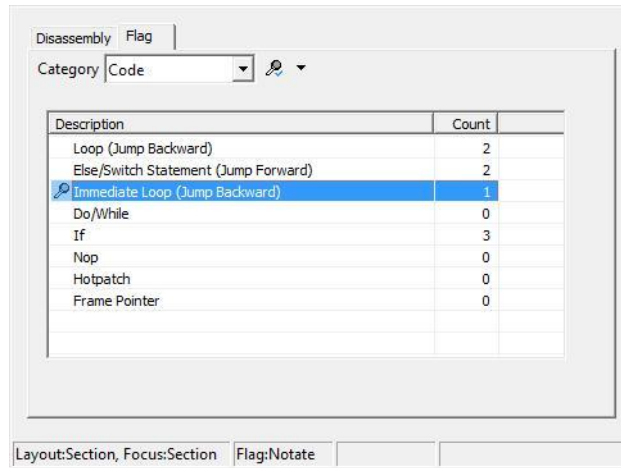 Disassembly Flag
Category Code
Description Count
Loop (Jump Backward) 2
Else/Switch Statement (Jump Forward) 2
Immediate Loop (Jump Backward) 1
Do/While 0
If 3
Nop 0
Hotpatch 0
Frame Pointer 0
Layout:Section, Focus:Section Flag:Notate